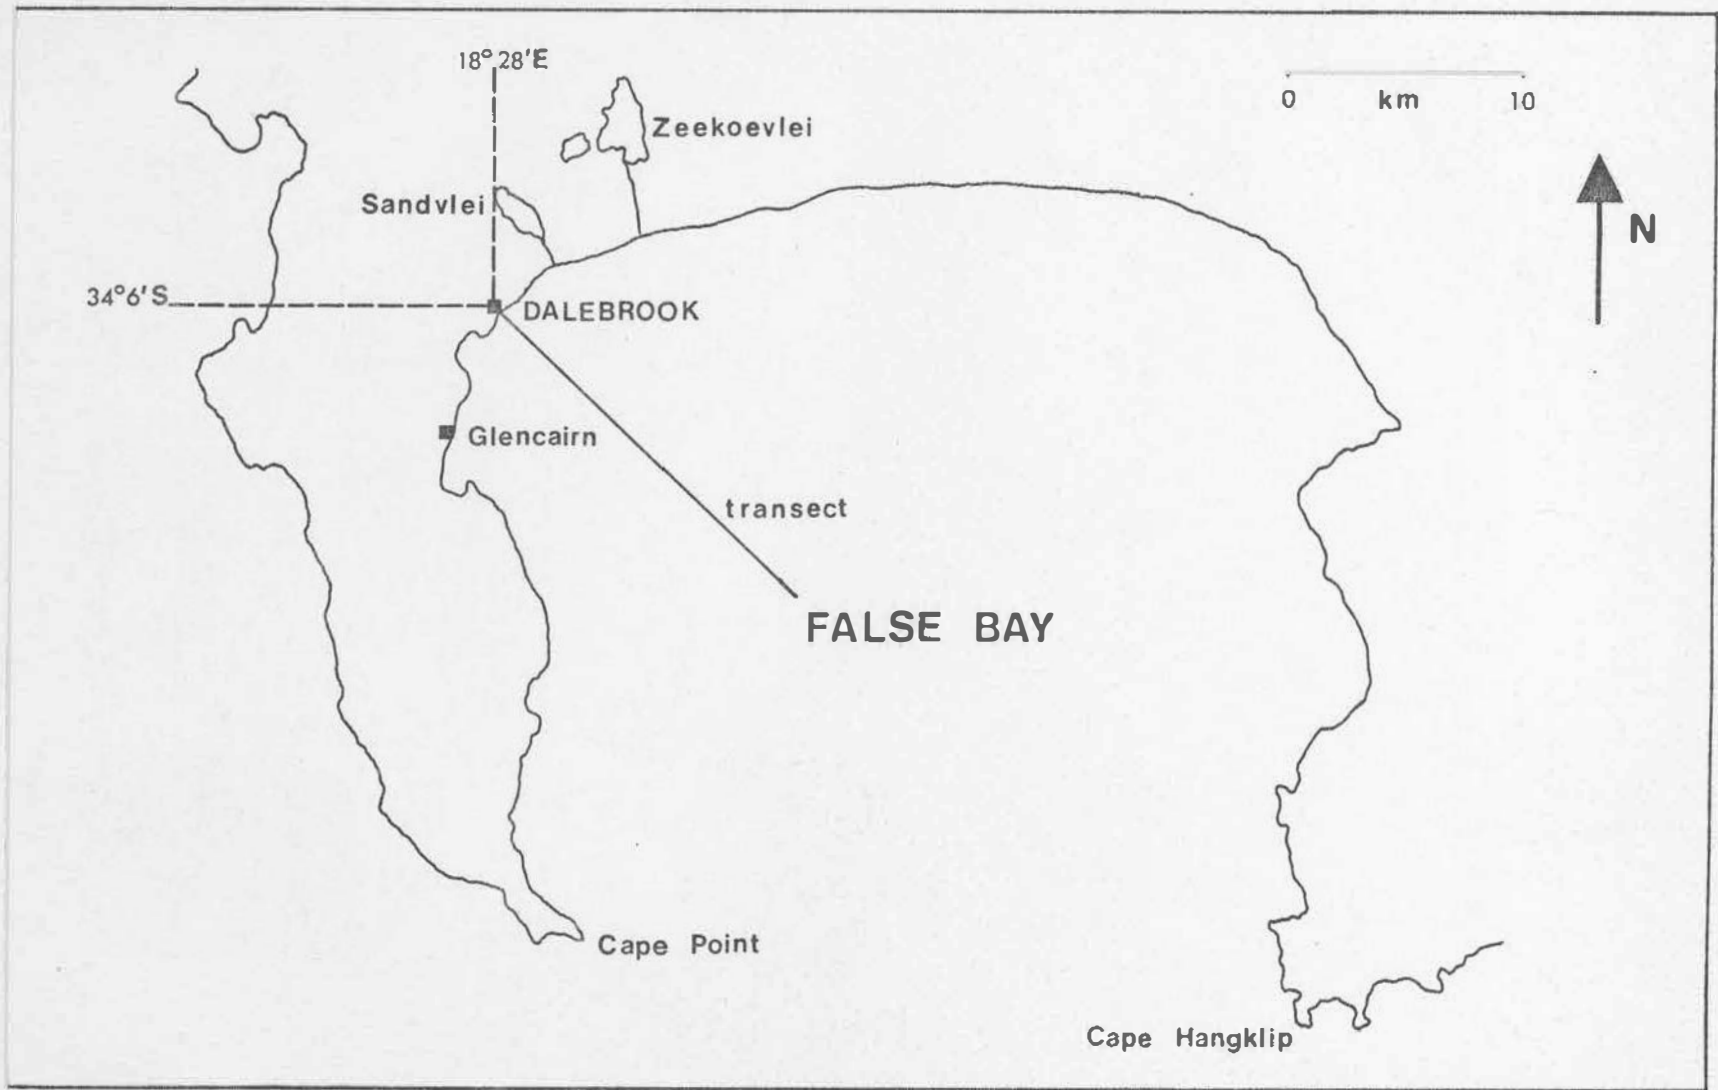 18° 28'E
0 km 10
Zeekoevlei
Sandvlei
N
34°6'S
DALEBROOK
Glencairn
transect
FALSE BAY
Cape Point
Cape Hangklip